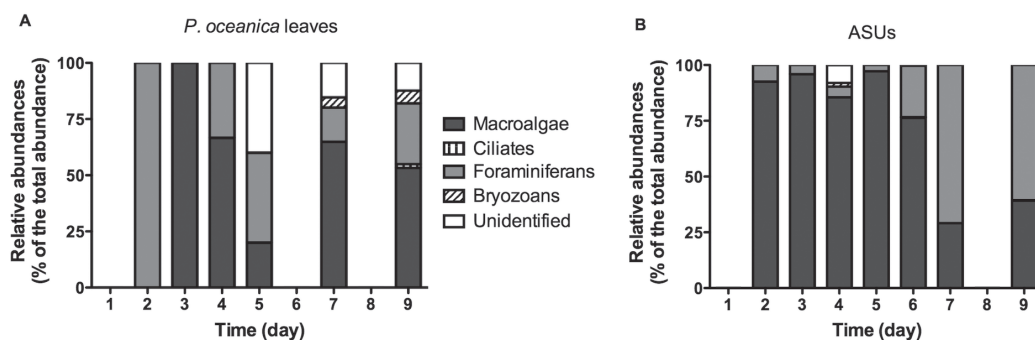 A
P. oceanica leaves
Relative abundances
(% of the total abundance)
100
75
50
25
0
1 2 3 4 5 6 7 8 9
Time (day)
Macroalgae
Ciliates
Foraminiferans
Bryozoans
Unidentified
B
ASUs
Relative abundances
(% of the total abundance)
100
75
50
25
0
1 2 3 4 5 6 7 8 9
Time (day)